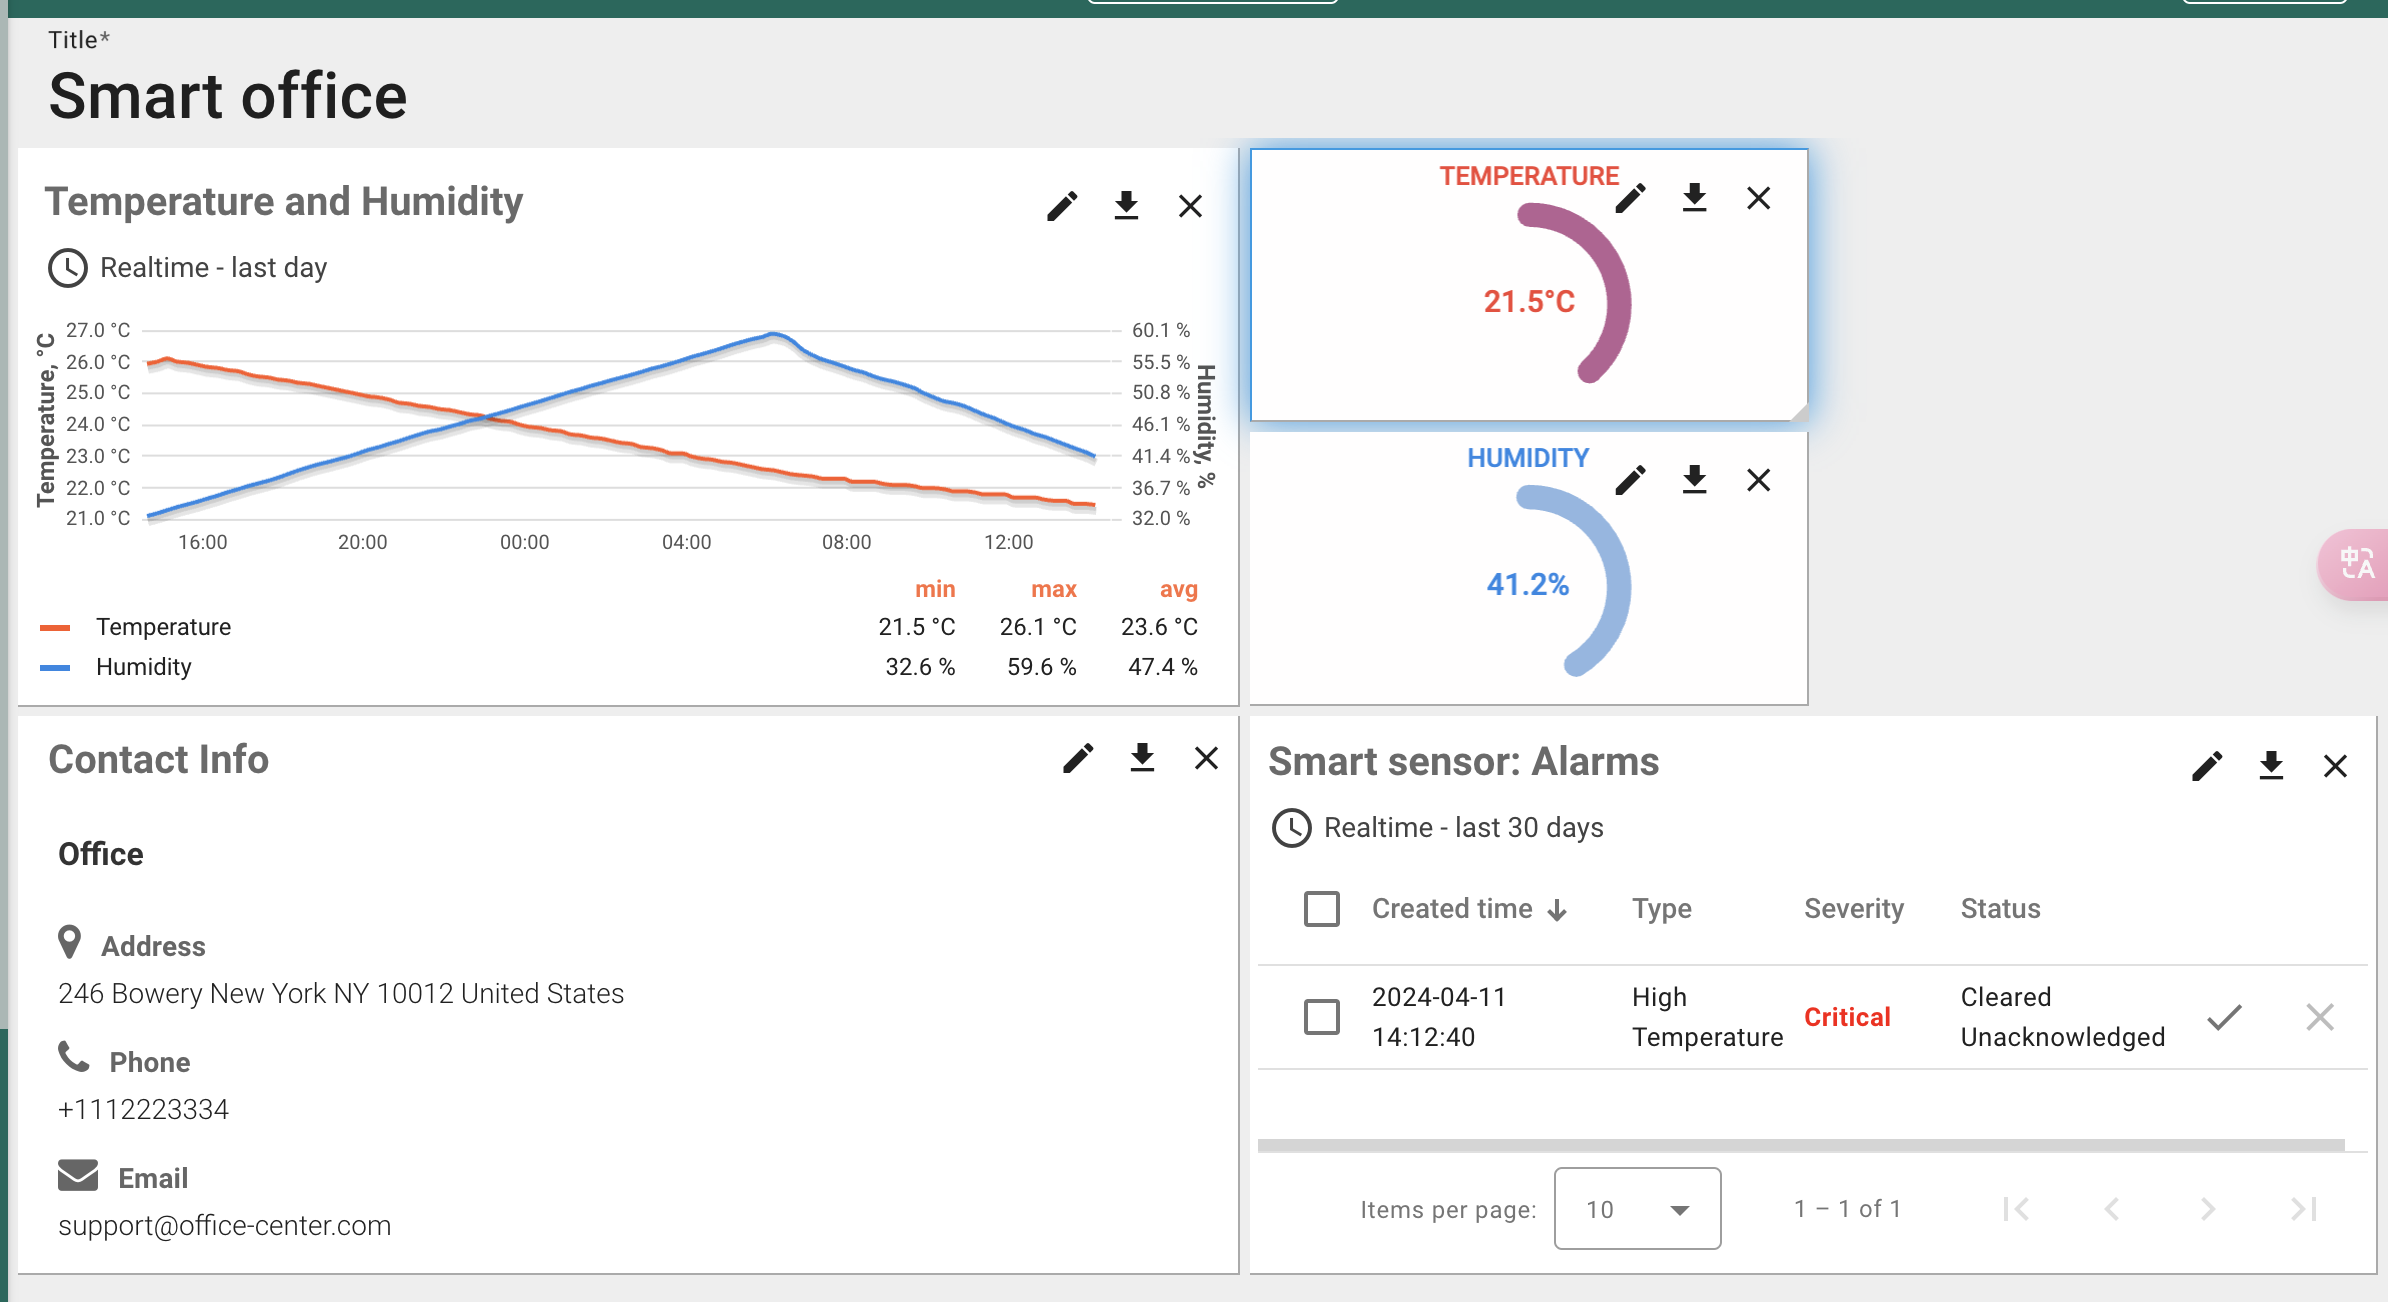 Title*
Smart office
Temperature and Humidity
Realtime - last day
Temperature, °C
27.0 °C
26.0 °C
25.0 °C
24.0 °C
23.0 °C
22.0 °C
21.0 °C
60.1 %
55.5 %
50.8 %
46.1 %
41.4 %
36.7 %
32.0 %
Humidity, %
16:00 20:00 00:00 04:00 08:00 12:00
min max avg
Temperature 21.5 °C 26.1 °C 23.6 °C
Humidity 32.6 % 59.6 % 47.4 %
TEMPERATURE
21.5°C
HUMIDITY
41.2%
Contact Info
Office
Address
246 Bowery New York NY 10012 United States
Phone
+1112223334
Email
support@office-center.com
Smart sensor: Alarms
Realtime - last 30 days
Created time Type Severity Status
2024-04-11
14:12:40
High
Temperature
Critical
Cleared
Unacknowledged
Items per page: 10 1 – 1 of 1
中A